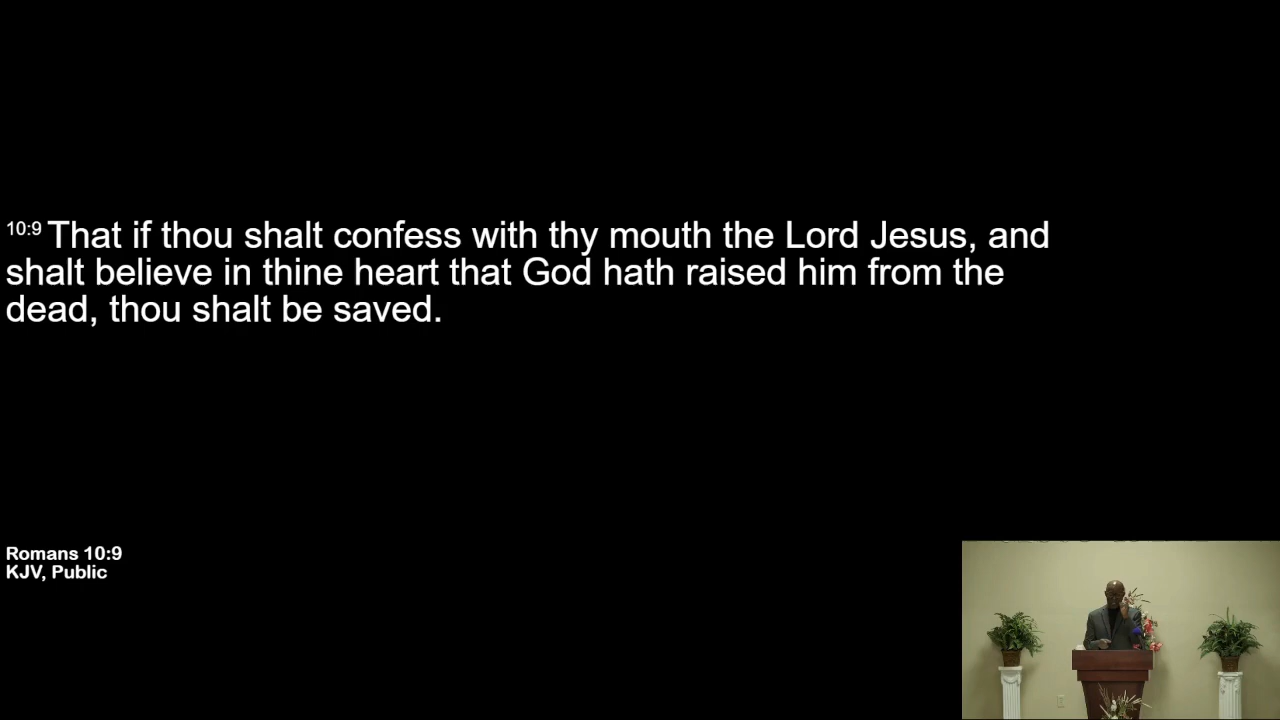 10:9 That if thou shalt confess with thy mouth the Lord Jesus, and
shalt believe in thine heart that God hath raised him from the
dead, thou shalt be saved.
Romans 10:9
KJV, Public